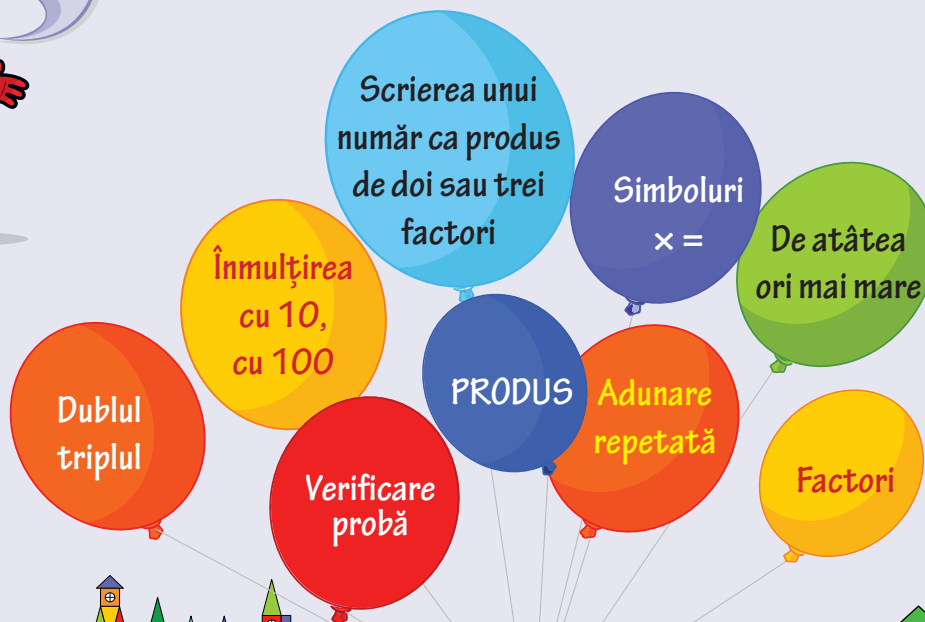 Scrierea unui
număr ca produs
de doi sau trei
factori
Simboluri
× =
De atâtea
ori mai mare
Înmulțirea
cu 10,
cu 100
PRODUS
Adunare
repetată
Dublul
triplul
Verificare
probă
Factori